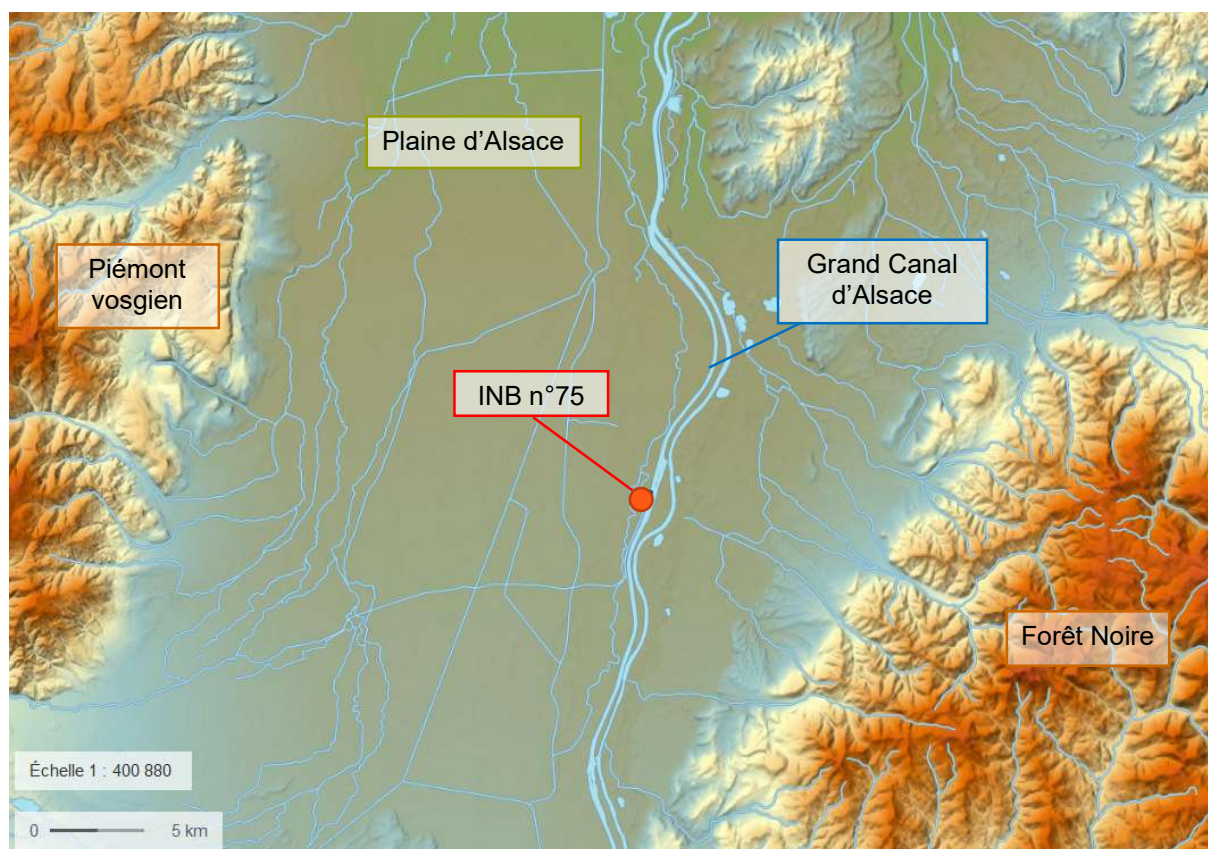 Plaine d’Alsace
Piémont
vosgien
Grand Canal
d’Alsace
INB n°75
Forêt Noire
Échelle 1 : 400 880
0 5 km